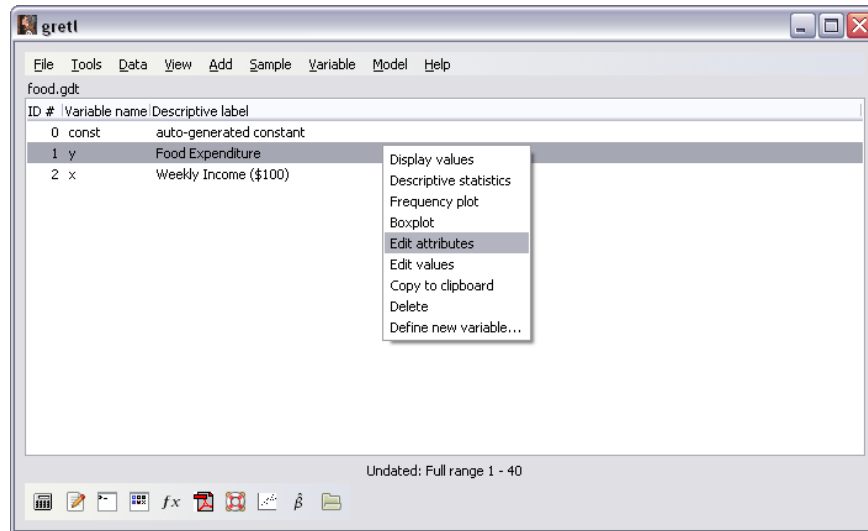 gretl
File Tools Data View Add Sample Variable Model Help
food.gdt
ID # Variable name Descriptive label
0 const auto-generated constant
1 y Food Expenditure
2 x Weekly Income ($100)
Display values
Descriptive statistics
Frequency plot
Boxplot
Edit attributes
Edit values
Copy to clipboard
Delete
Define new variable...
Undated: Full range 1 - 40
fx β̂